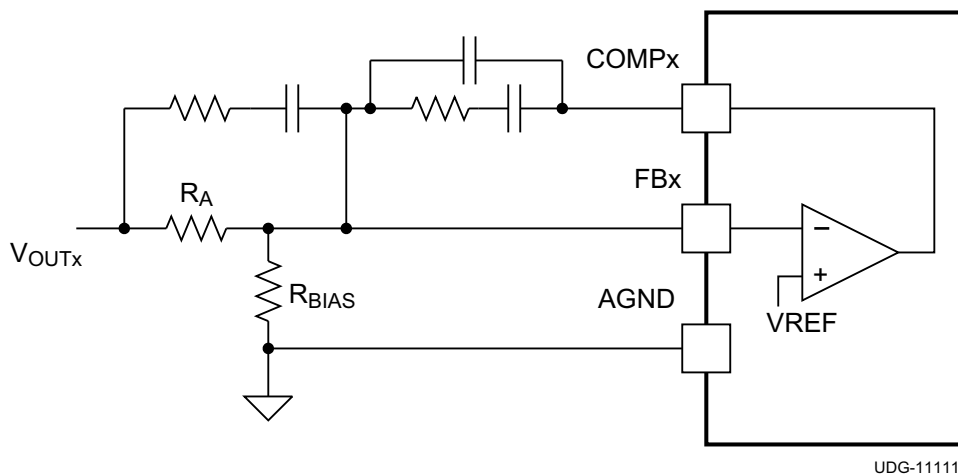 COMPx
FBx
RA
VOUTx
RBIAS
AGND
VREF
UDG-11111